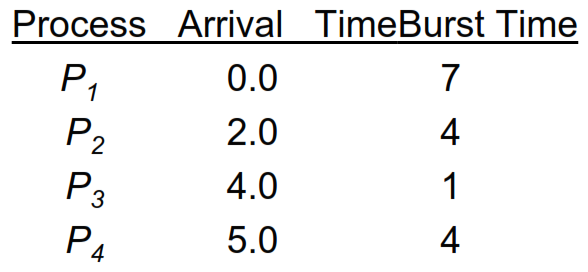 Process Arrival TimeBurst Time
P1 0.0 7
P2 2.0 4
P3 4.0 1
P4 5.0 4